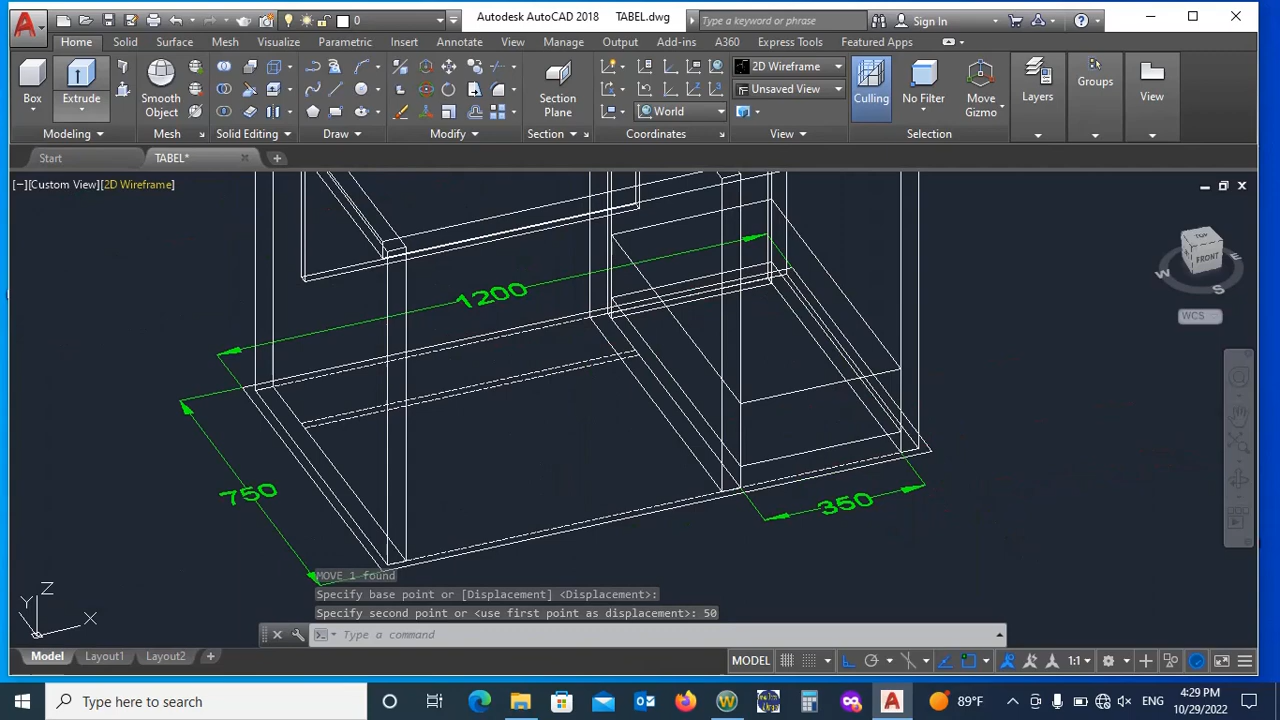 0
Autodesk AutoCAD 2018 TABEL.dwg
Type a keyword or phrase
Sign In
Home Solid Surface Mesh Visualize Parametric Insert Annotate View Manage Output Add-ins A360 Express Tools Featured Apps
Box
Extrude
Smooth
Object
Section
Plane
2D Wireframe
Unsaved View
World
Culling
No Filter
Move
Gizmo
Layers
Groups
View
Modeling Mesh Solid Editing Draw Modify Section Coordinates View Selection
Start TABEL*
[−][Custom View][2D Wireframe]
TOP
FRONT
W
E
S
WCS
1200
750
350
MOVE 1 found
Specify base point or [Displacement] <Displacement>:
Specify second point or <use first point as displacement>: 50
Type a command
Z
Y
X
Model Layout1 Layout2
MODEL
1:1
Type here to search
89°F
ENG
4:29 PM
10/29/2022